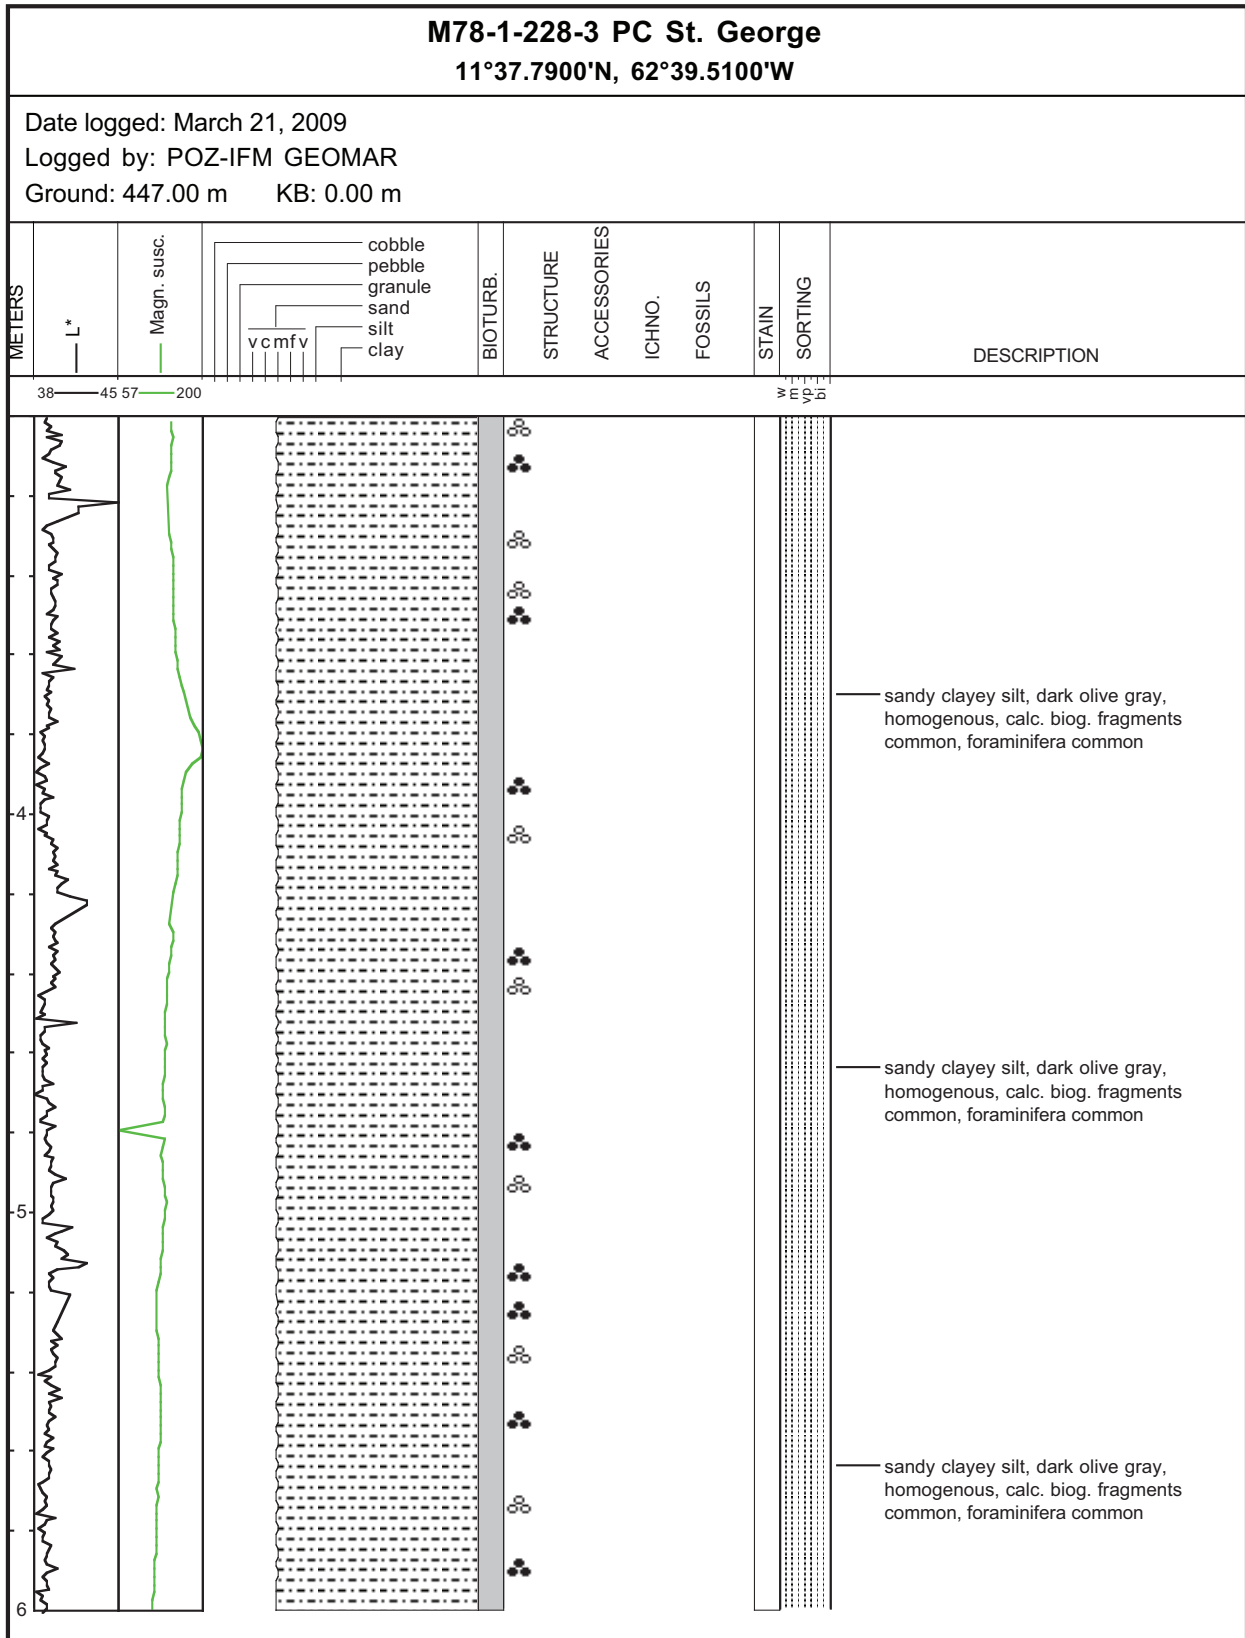 M78-1-228-3 PC St. George
11°37.7900'N, 62°39.5100'W
Date logged: March 21, 2009
Logged by: POZ-IFM GEOMAR
Ground: 447.00 m KB: 0.00 m
METERS
L*
Magn. susc.
cobble
pebble
granule
sand
silt
clay
v c m f v
BIOTURB.
STRUCTURE
ACCESSORIES
ICHNO.
FOSSILS
STAIN
SORTING
DESCRIPTION
38 45 57 200
w m vp bi
sandy clayey silt, dark olive gray,
homogenous, calc. biog. fragments
common, foraminifera common
4
sandy clayey silt, dark olive gray,
homogenous, calc. biog. fragments
common, foraminifera common
5
sandy clayey silt, dark olive gray,
homogenous, calc. biog. fragments
common, foraminifera common
6